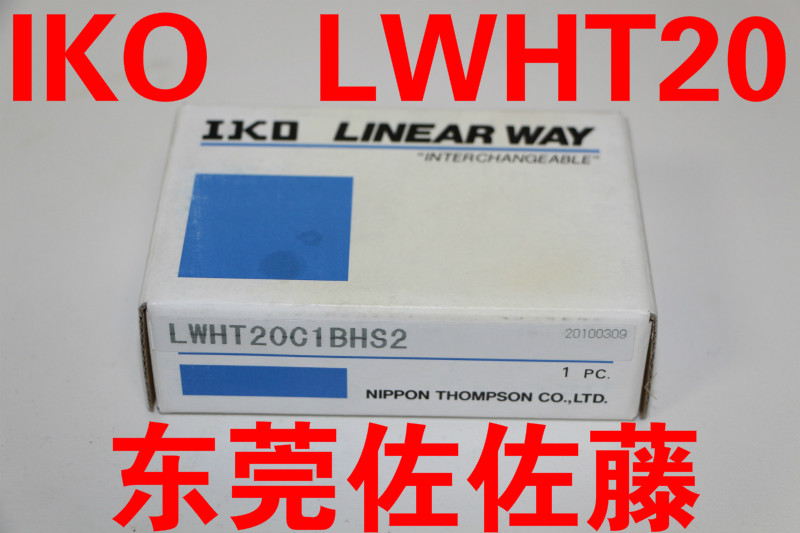 IKO LWHT20
IKO LINEAR WAY
"INTERCHANGEABLE"
LWHT20C1BHS2 20100309
1 PC.
NIPPON THOMPSON CO.,LTD.
东莞佐佐藤